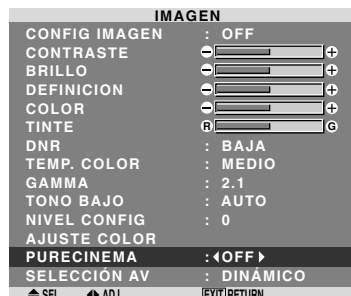 IMAGEN
CONFIG IMAGEN : OFF
CONTRASTE
BRILLO
DEFINICION
COLOR
TINTE R G
DNR : BAJA
TEMP. COLOR : MEDIO
GAMMA : 2.1
TONO BAJO : AUTO
NIVEL CONFIG : 0
AJUSTE COLOR
PURECINEMA : OFF
SELECCIÓN AV : DINÁMICO
SEL. ADJ. EXIT RETURN